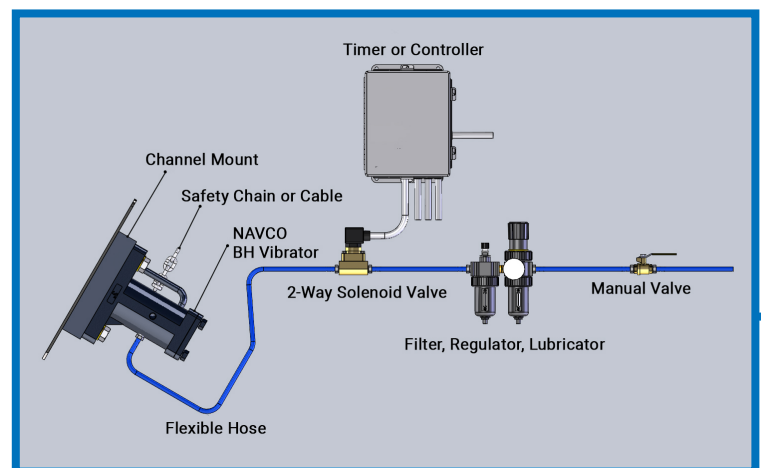 Timer or Controller
Channel Mount
Safety Chain or Cable
NAVCO
BH Vibrator
2-Way Solenoid Valve
Manual Valve
Filter, Regulator, Lubricator
Flexible Hose